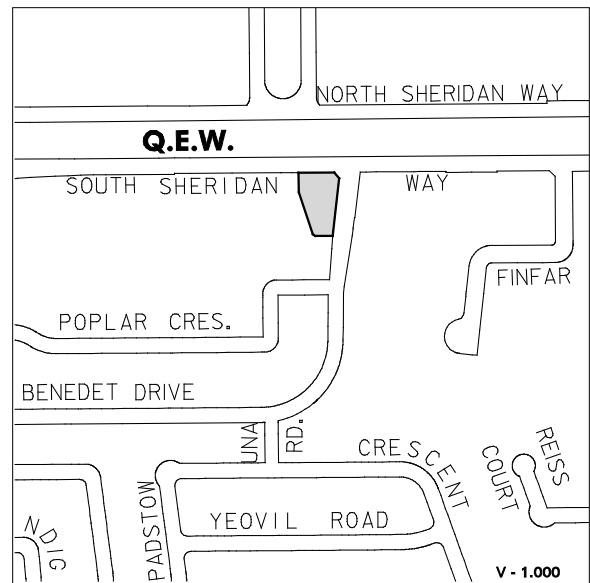 NORTH SHERIDAN WAY
Q.E.W.
SOUTH SHERIDAN WAY
FINFAR
POPLAR CRES.
BENEDET DRIVE
UNA RD.
PADSTOW CRESCENT
REISS COURT
YEOVIL ROAD
INDIG
V - 1.000